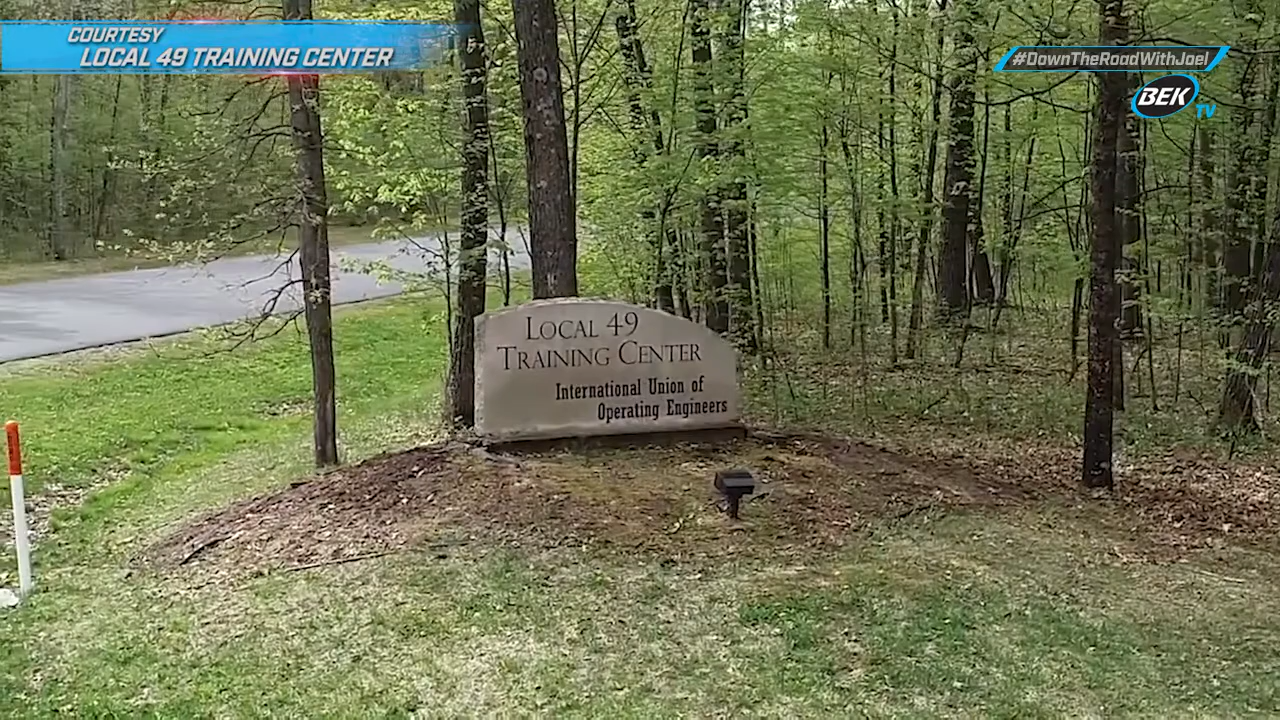 COURTESY
LOCAL 49 TRAINING CENTER
#DownTheRoadWithJoel
BEK TV
LOCAL 49
TRAINING CENTER
International Union of
Operating Engineers